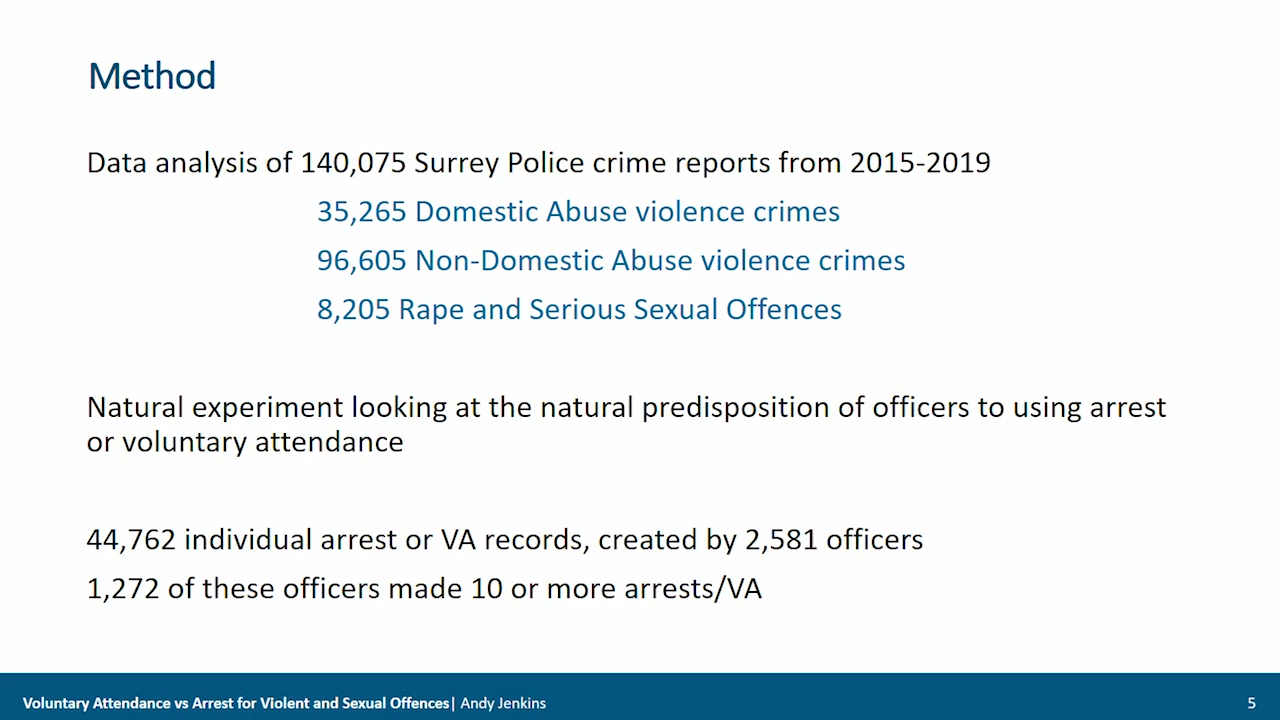 Method
Data analysis of 140,075 Surrey Police crime reports from 2015-2019
35,265 Domestic Abuse violence crimes
96,605 Non-Domestic Abuse violence crimes
8,205 Rape and Serious Sexual Offences
Natural experiment looking at the natural predisposition of officers to using arrest
or voluntary attendance
44,762 individual arrest or VA records, created by 2,581 officers
1,272 of these officers made 10 or more arrests/VA
Voluntary Attendance vs Arrest for Violent and Sexual Offences| Andy Jenkins
5